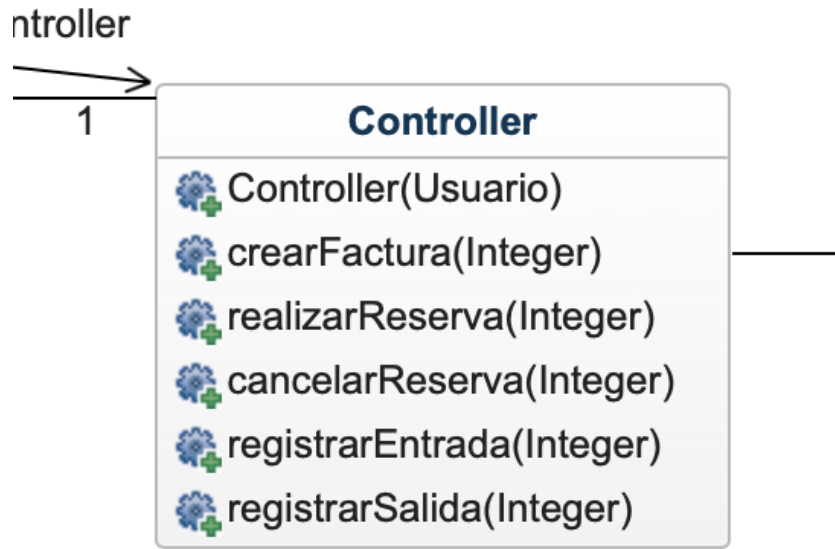 ntroller
1
Controller
Controller(Usuario)
crearFactura(Integer)
realizarReserva(Integer)
cancelarReserva(Integer)
registrarEntrada(Integer)
registrarSalida(Integer)